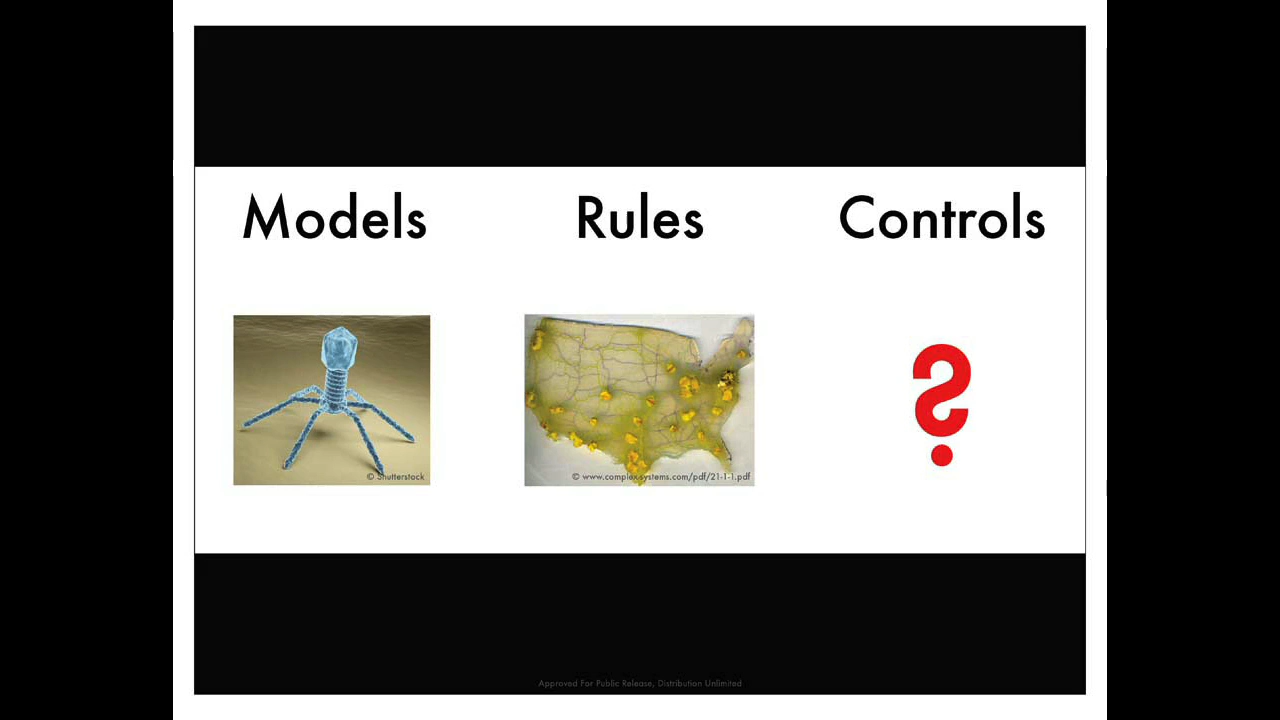 Models
Rules
Controls
© Shutterstock
© www.complex-systems.com/pdf/21-1-1.pdf
Approved For Public Release, Distribution Unlimited